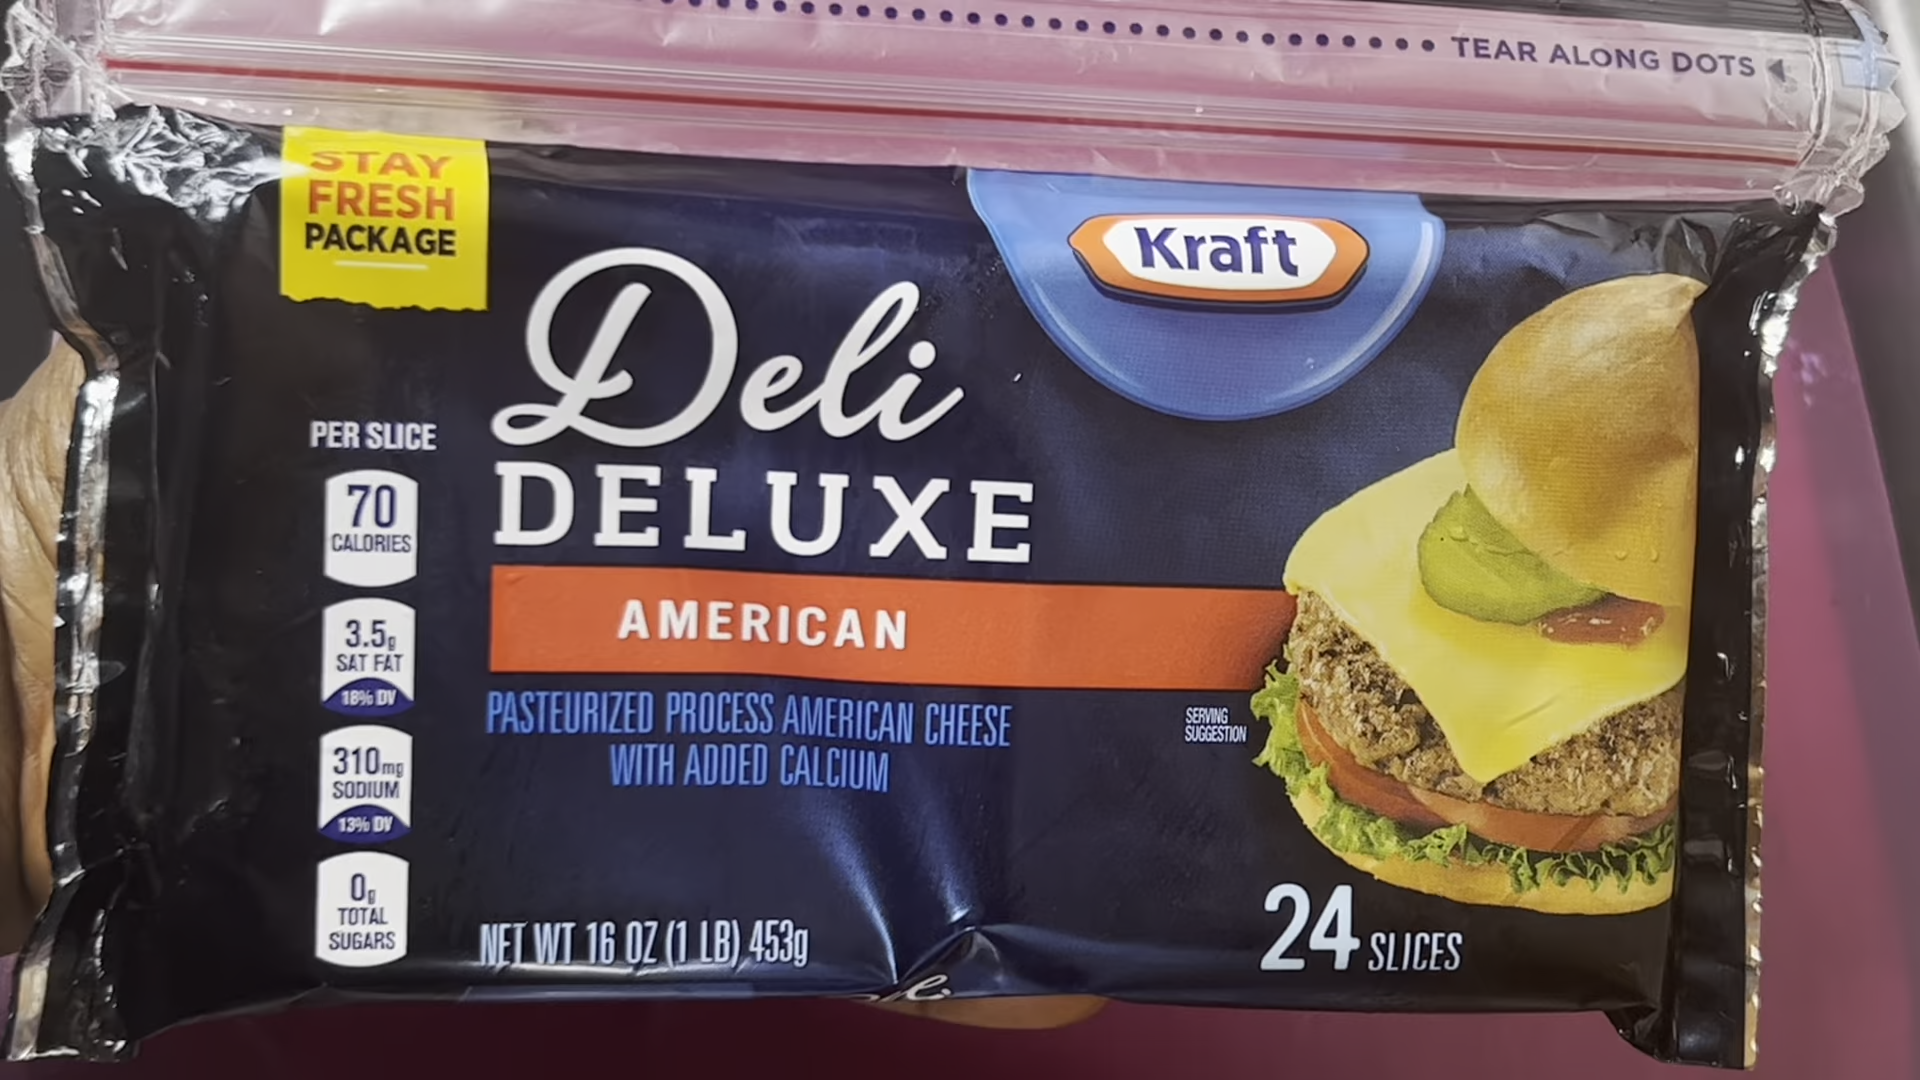 TEAR ALONG DOTS
STAY
FRESH
PACKAGE
Kraft
Deli
DELUXE
AMERICAN
PASTEURIZED PROCESS AMERICAN CHEESE
WITH ADDED CALCIUM
PER SLICE
70
CALORIES
3.5g
SAT FAT
18% DV
310mg
SODIUM
13% DV
0g
TOTAL
SUGARS
SERVING
SUGGESTION
NET WT 16 OZ (1 LB) 453g
24 SLICES